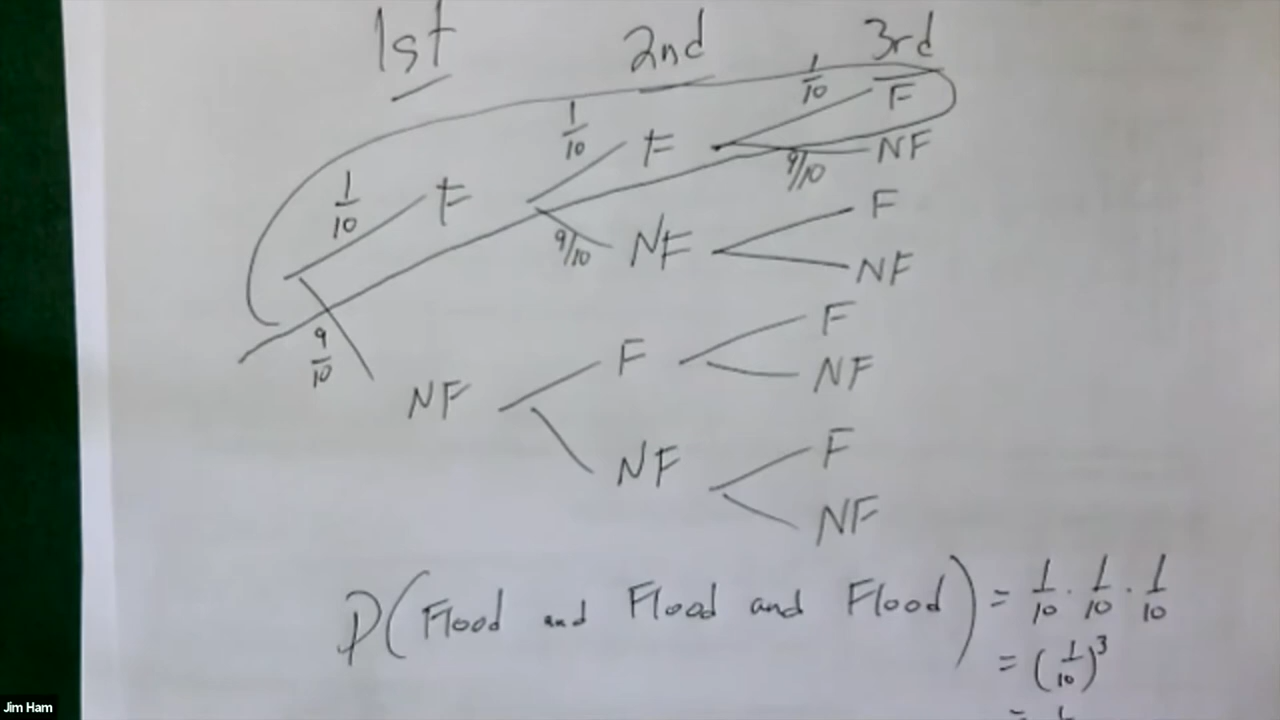 1st 2nd 3rd
1/10 F 1/10 F 1/10 F
9/10 NF
9/10 NF F
NF
9/10 NF F F
NF
NF F
NF
P(Flood and Flood and Flood) = 1/10 · 1/10 · 1/10
= (1/10)³
=
Jim Ham